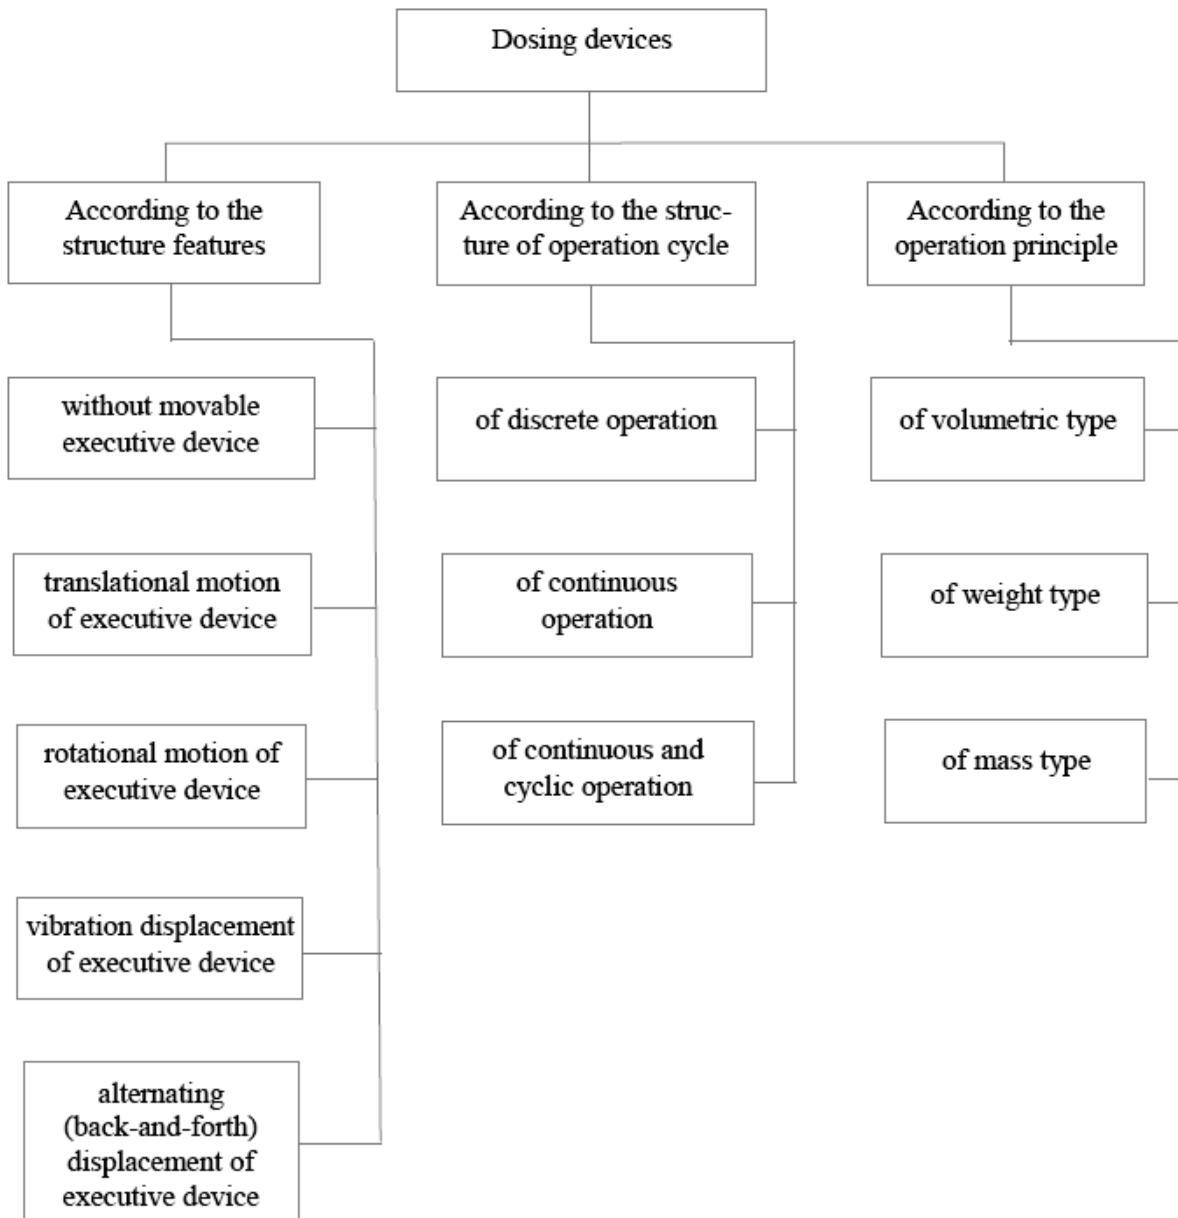 Dosing devices
According to the
structure features
According to the struc-
ture of operation cycle
According to the
operation principle
without movable
executive device
translational motion
of executive device
rotational motion of
executive device
vibration displacement
of executive device
alternating
(back-and-forth)
displacement of
executive device
of discrete operation
of continuous
operation
of continuous and
cyclic operation
of volumetric type
of weight type
of mass type